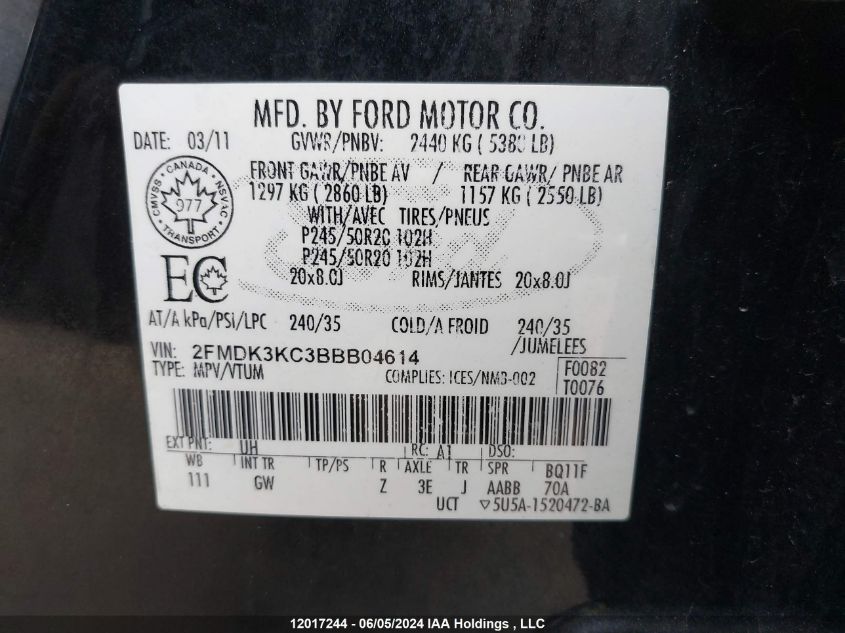 MFD. BY FORD MOTOR CO.
DATE: 03/11 GVWR/PNBV: 2440 KG ( 5380 LB)
FRONT GAWR/PNBE AV / REAR GAWR/ PNBE AR
1297 KG ( 2860 LB) 1157 KG ( 2550 LB)
WITH/AVEC TIRES/PNEUS
P245/50R20 102H
P245/50R20 102H
20x8.0J RIMS/JANTES 20x8.0J
CANADA CMVSS NSVAC 977 TRANSPORT
EC
AT/A kPa/PSi/LPC 240/35 COLD/A FROID 240/35
/JUMELEES
VIN: 2FMDK3KC3BBB04614
TYPE: MPV/VTUM COMPLIES: ICES/NMB-002
F0082
T0076
EXT PNT: UH RC: A1 DSO:
WB INT TR TP/PS R AXLE TR SPR BQ11F
111 GW Z 3E J AABB 70A
UCT ▽5U5A-1520472-BA
12017244 - 06/05/2024 IAA Holdings , LLC